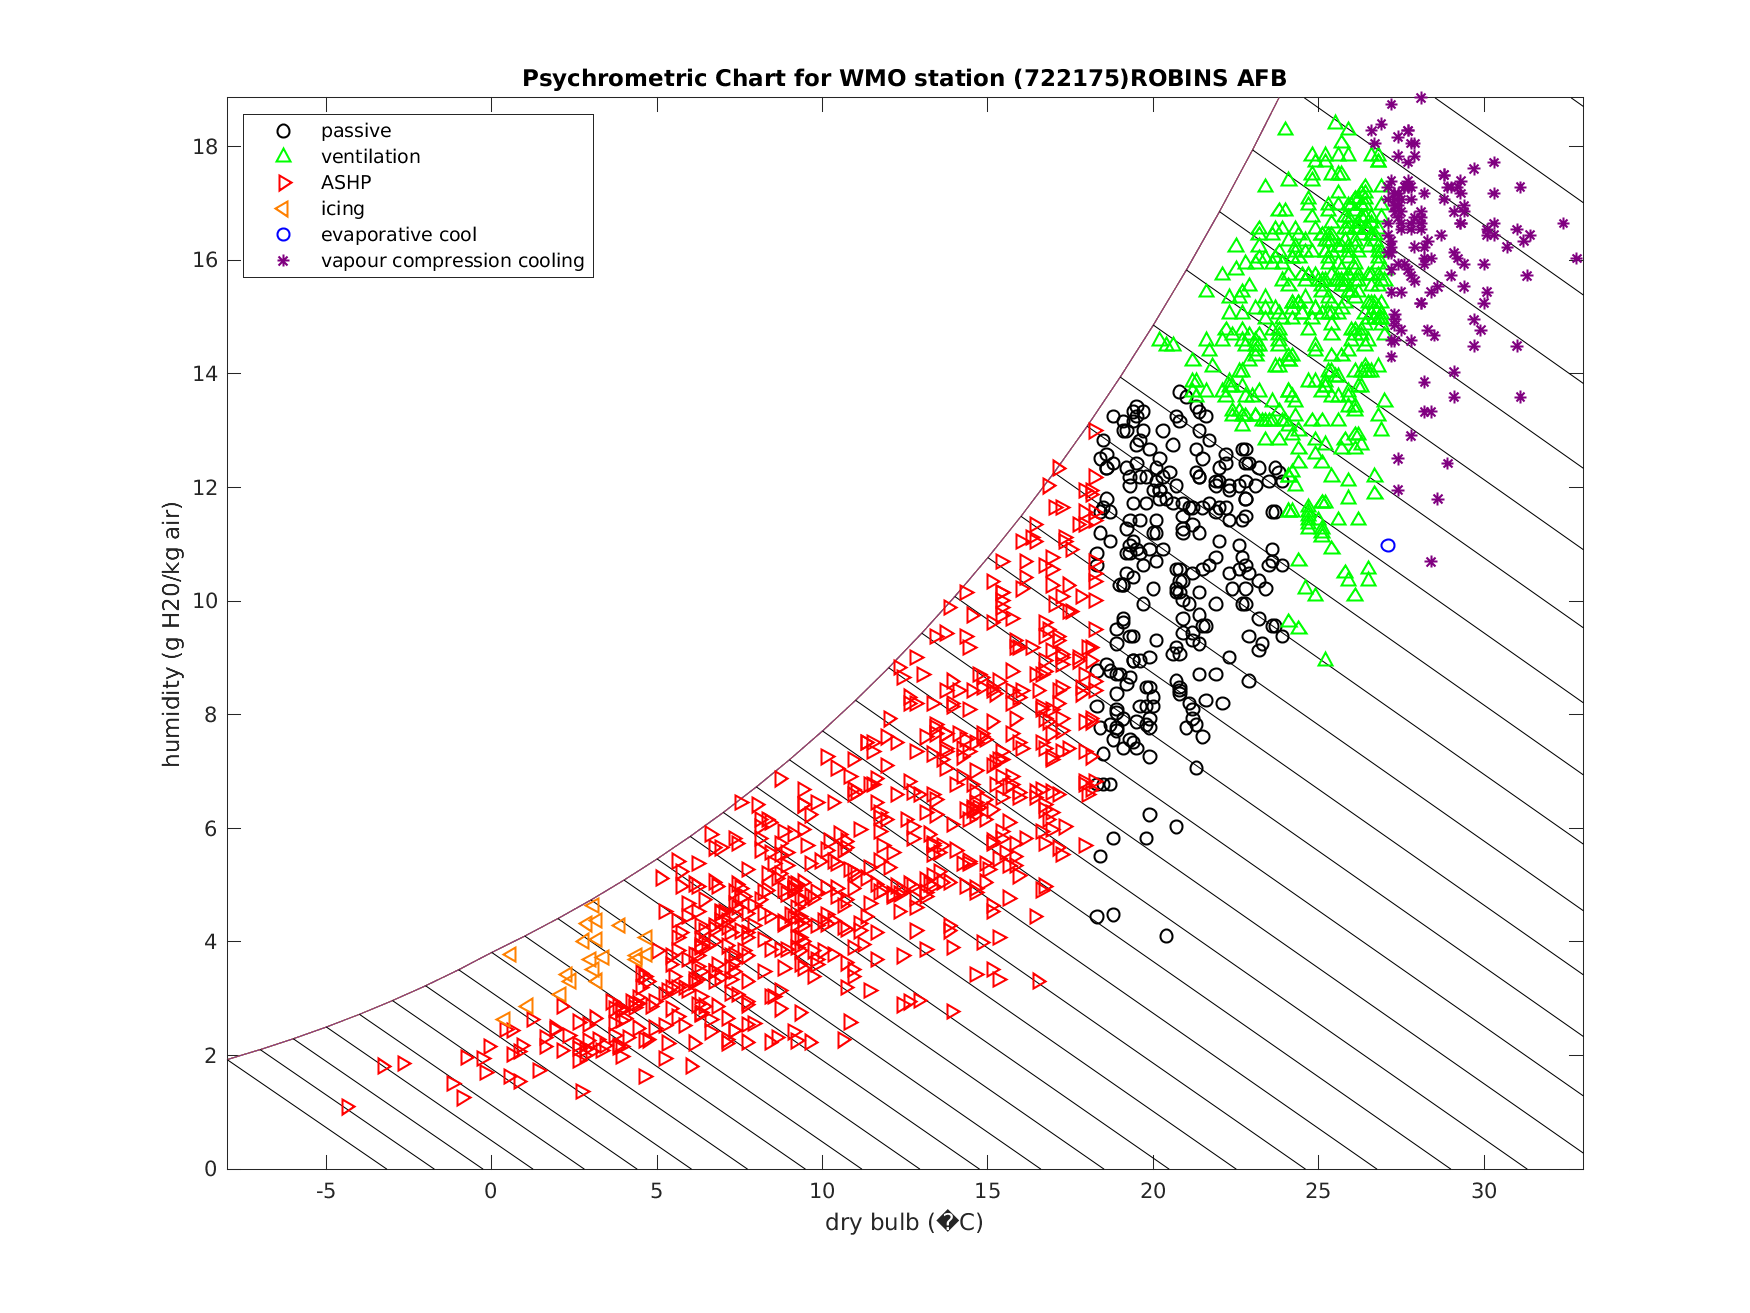 Psychrometric Chart for WMO station (722175)ROBINS AFB
passive
ventilation
ASHP
icing
evaporative cool
vapour compression cooling
humidity (g H20/kg air)
18
16
14
12
10
8
6
4
2
0
-5 0 5 10 15 20 25 30
dry bulb (�C)